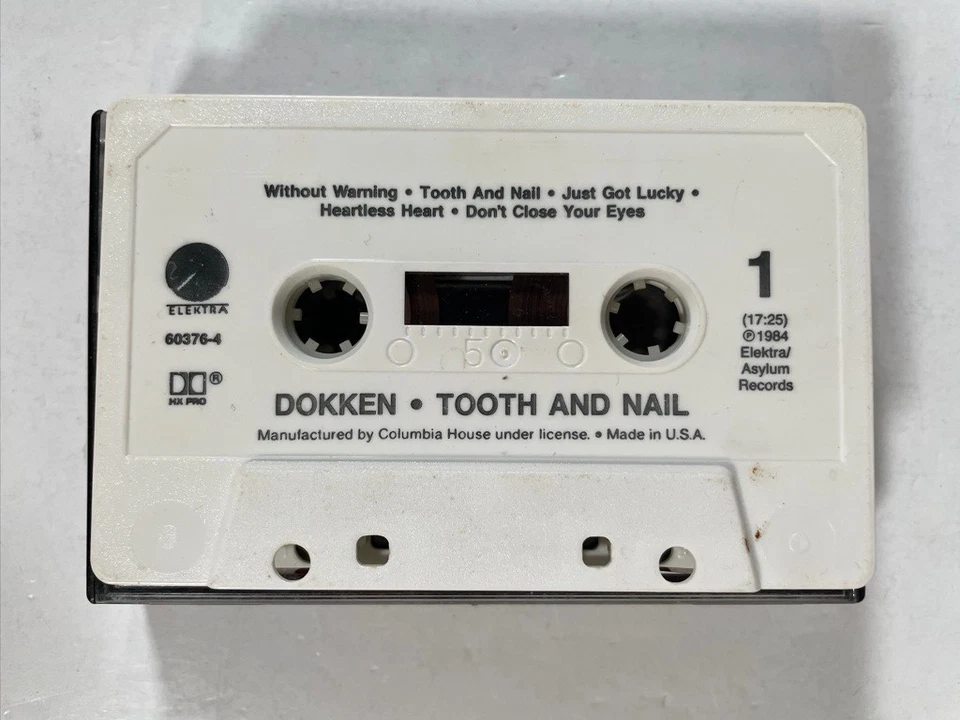 Without Warning • Tooth And Nail • Just Got Lucky •
Heartless Heart • Don't Close Your Eyes
ELEKTRA
60376-4
®
HX PRO
1
(17:25)
℗1984
Elektra/
Asylum
Records
50
DOKKEN • TOOTH AND NAIL
Manufactured by Columbia House under license. • Made in U.S.A.